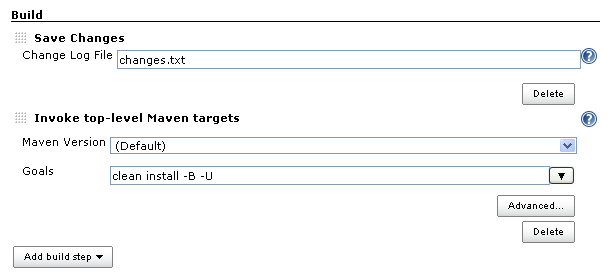 Build
Save Changes
Change Log File changes.txt
Delete
Invoke top-level Maven targets
Maven Version (Default)
Goals clean install -B -U
Advanced...
Delete
Add build step